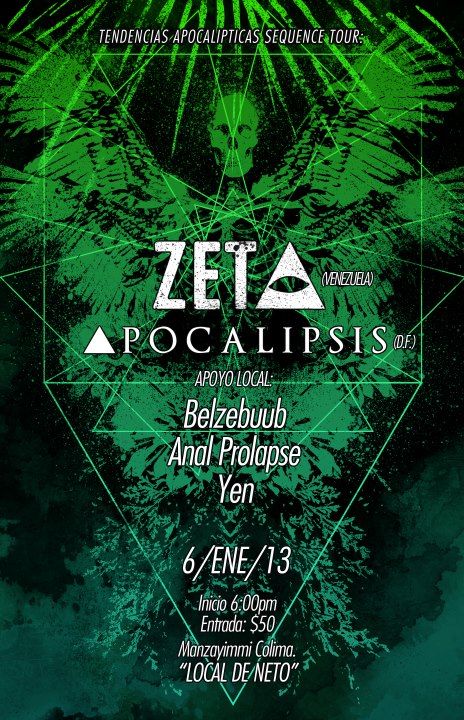 TENDENCIAS APOCALIPTICAS SEQUENCE TOUR:
ZETA (VENEZUELA)
APOCALIPSIS (D.F.)
APOYO LOCAL:
Belzebuub
Anal Prolapse
Yen
6/ENE/13
Inicio 6:00pm
Entrada: $50
Manzayimmi Colima.
“LOCAL DE NETO”